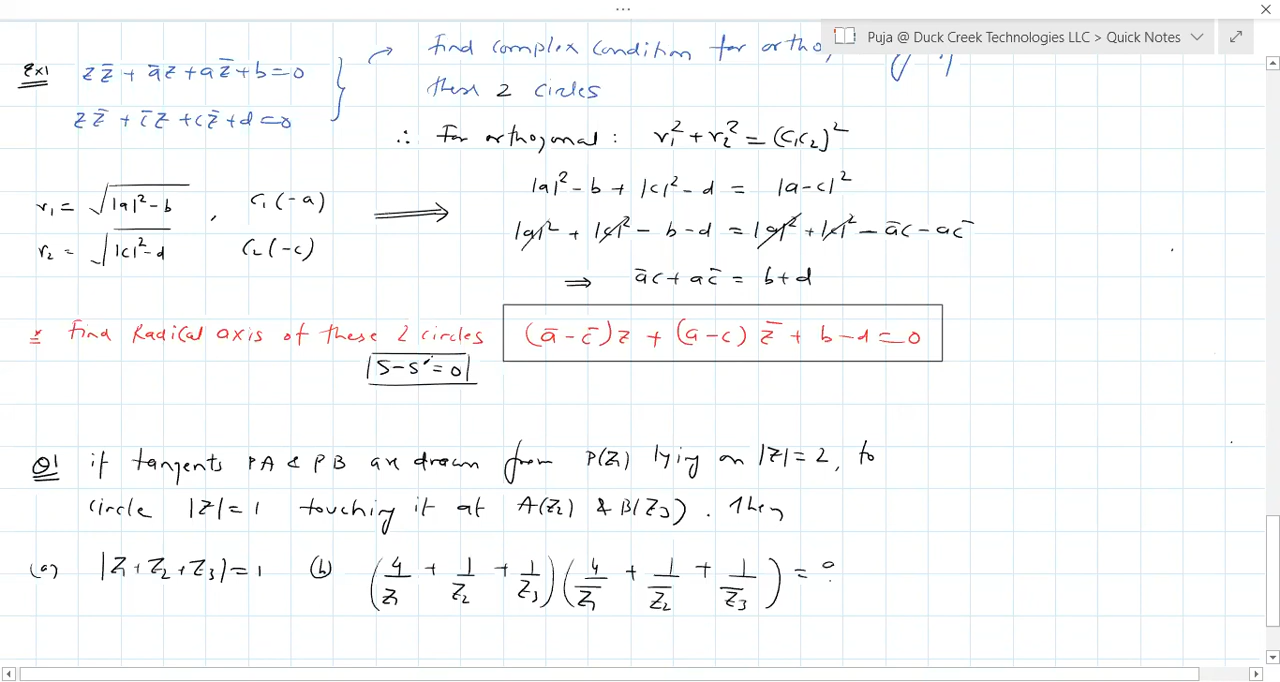 Puja @ Duck Creek Technologies LLC > Quick Notes
Find complex condition for ortho,
these 2 circles
Ex1 zz̄ + āz + az̄ + b = 0
zz̄ + c̄z + cz̄ + d = 0
∴ For orthogonal : r₁² + r₂² = (C₁C₂)²
|a|² - b + |c|² - d = |a-c|²
r₁ = √|a|² - b , C₁(-a) ⟹
r₂ = √|c|² - d C₂(-c)
|a|² + |c|² - b - d = |a|² + |c|² - āc - ac̄
⇒ āc + ac̄ = b + d
* Find Radical axis of these 2 circles (ā - c̄)z + (a - c)z̄ + b - d = 0
|S - S' = 0|
Q1 if tangents PA & PB are drawn from P(Z₁) lying on |Z| = 2, to
circle |Z| = 1 touching it at A(Z₂) & B(Z₃). Then
(a) |Z₁ + Z₂ + Z₃| = 1 (b) (4/Z₁ + 1/Z₂ + 1/Z₃)(4/Z̄₁ + 1/Z̄₂ + 1/Z̄₃) = ?